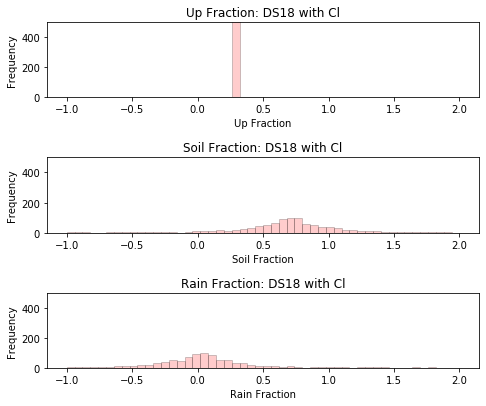 Up Fraction: DS18 with Cl
400
200
0
Frequency
−1.0 −0.5 0.0 0.5 1.0 1.5 2.0
Up Fraction
Soil Fraction: DS18 with Cl
400
200
0
Frequency
−1.0 −0.5 0.0 0.5 1.0 1.5 2.0
Soil Fraction
Rain Fraction: DS18 with Cl
400
200
0
Frequency
−1.0 −0.5 0.0 0.5 1.0 1.5 2.0
Rain Fraction